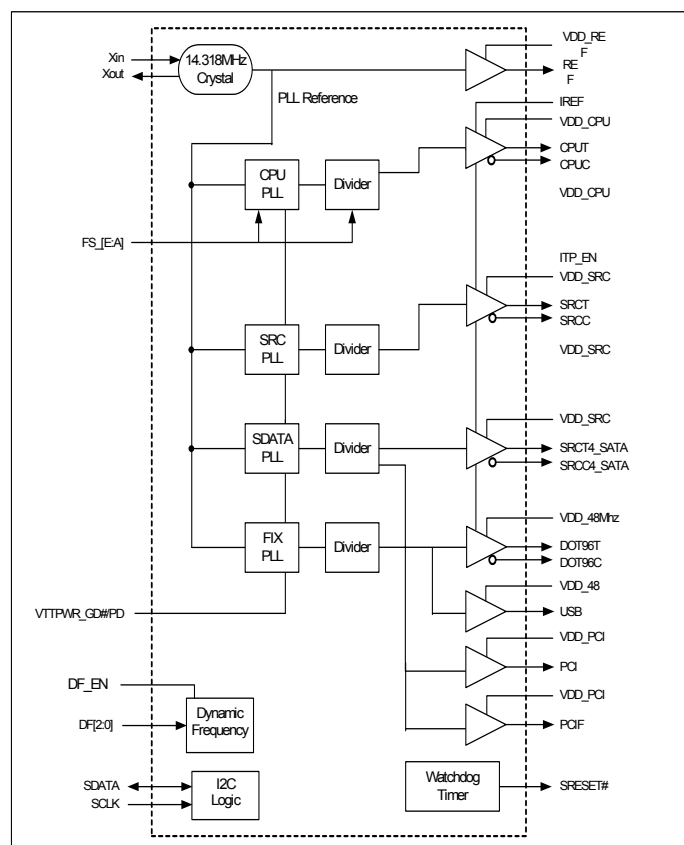 VDD_RE
F
Xin
Xout
14.318MHz
Crystal
RE
F
PLL Reference
IREF
VDD_CPU
CPU
PLL
Divider
CPUT
CPUC
VDD_CPU
FS_[E:A]
ITP_EN
VDD_SRC
SRC
PLL
Divider
SRCT
SRCC
VDD_SRC
VDD_SRC
SDATA
PLL
Divider
SRCT4_SATA
SRCC4_SATA
VDD_48Mhz
FIX
PLL
Divider
DOT96T
DOT96C
VDD_48
VTTPWR_GD#/PD
USB
VDD_PCI
PCI
DF_EN
VDD_PCI
DF[2:0]
Dynamic
Frequency
PCIF
SDATA
SCLK
I2C
Logic
Watchdog
Timer
SRESET#